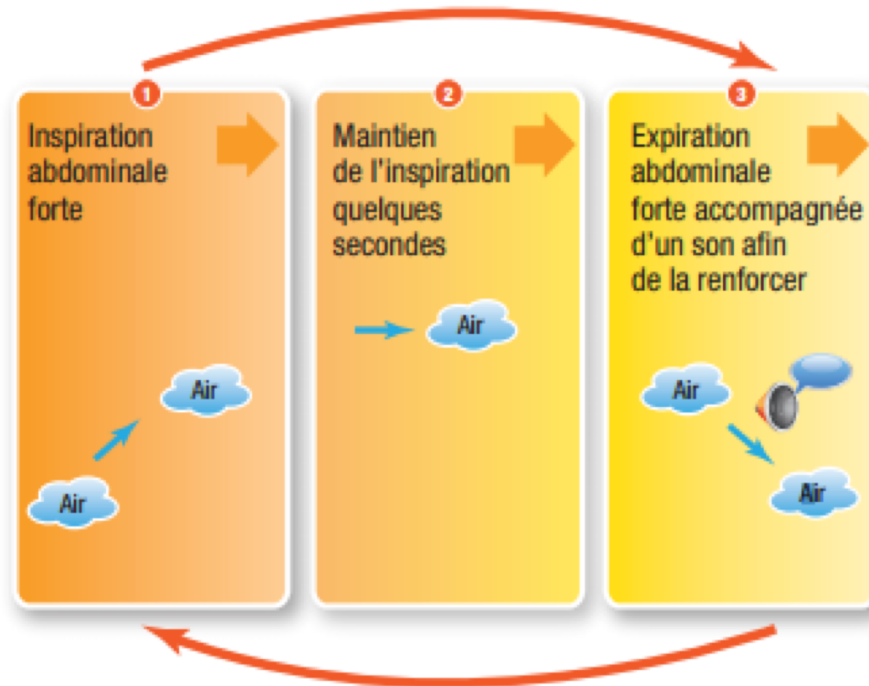 1
Inspiration
abdominale
forte
Air
Air
2
Maintien
de l'inspiration
quelques
secondes
Air
3
Expiration
abdominale
forte accompagnée
d'un son afin
de la renforcer
Air
Air